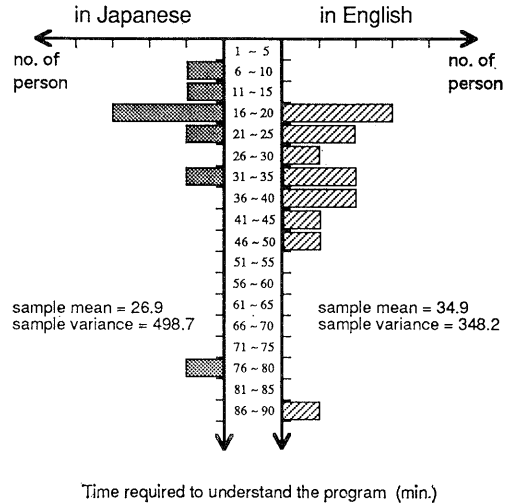 in Japanese
in English
no. of
person
no. of
person
1 ~ 5
6 ~ 10
11 ~ 15
16 ~ 20
21 ~ 25
26 ~ 30
31 ~ 35
36 ~ 40
41 ~ 45
46 ~ 50
51 ~ 55
56 ~ 60
61 ~ 65
66 ~ 70
71 ~ 75
76 ~ 80
81 ~ 85
86 ~ 90
sample mean = 26.9
sample variance = 498.7
sample mean = 34.9
sample variance = 348.2
Time required to understand the program (min.)